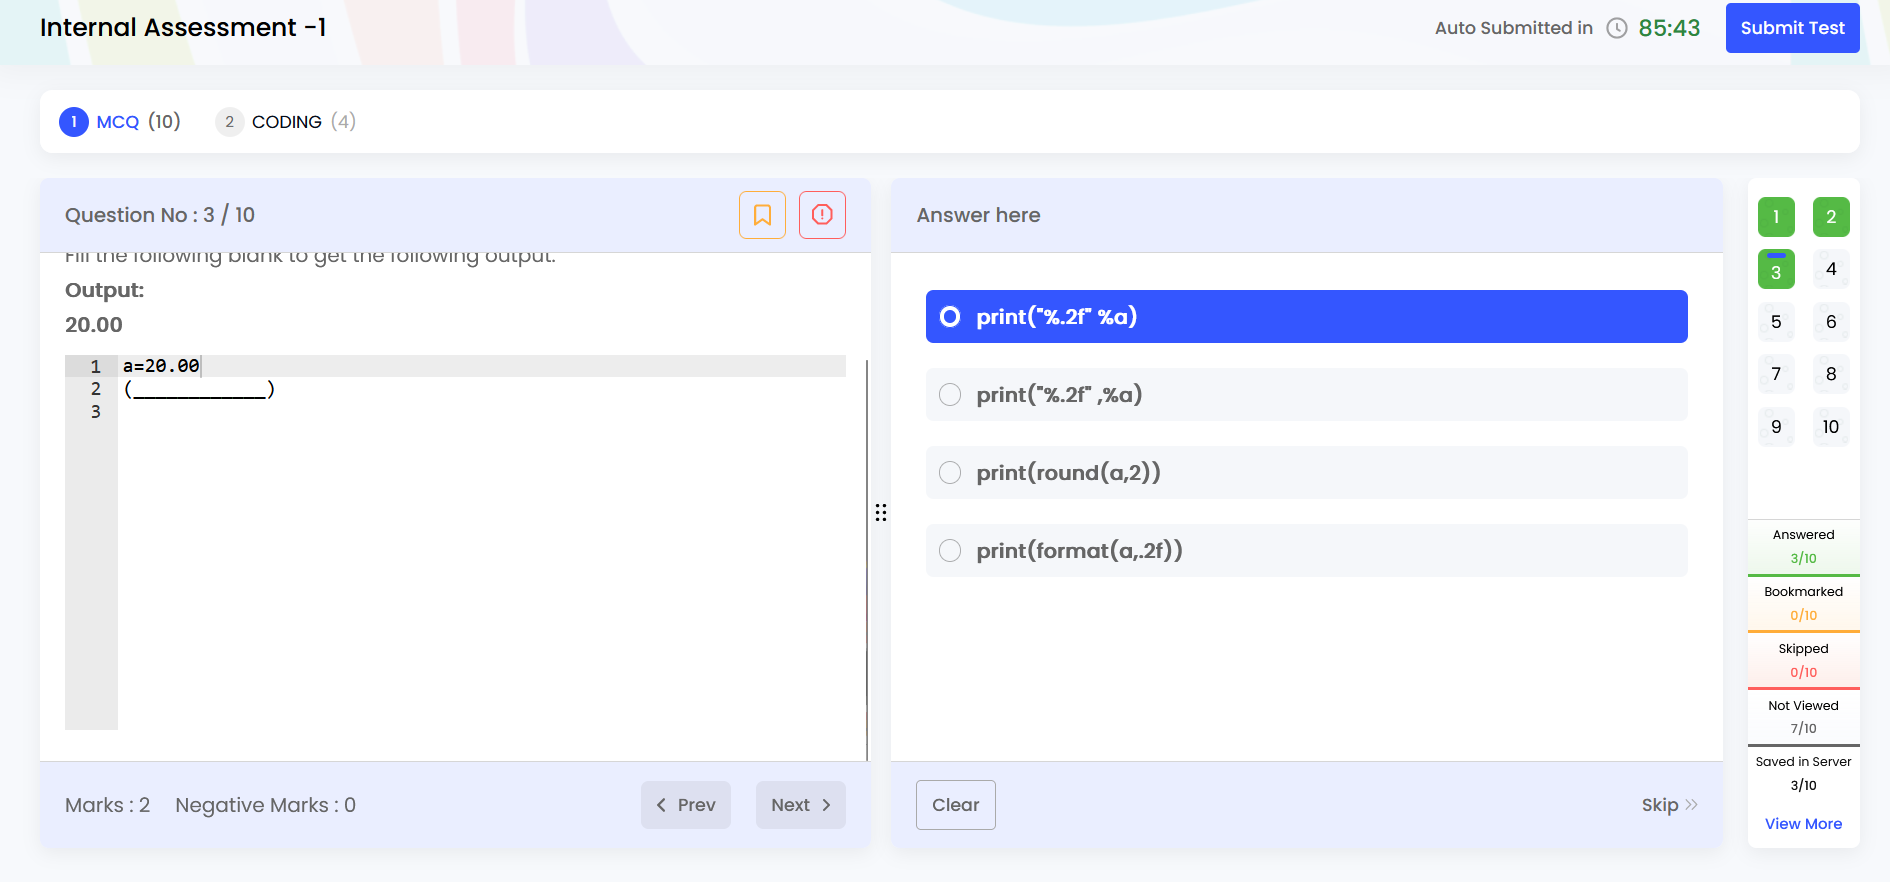 Internal Assessment -1
Auto Submitted in 85:43
Submit Test
1 MCQ (10) 2 CODING (4)
Question No : 3 / 10
Fill the following blank to get the following output.
Output:
20.00
1 a=20.00
2 (____________)
3
Marks : 2 Negative Marks : 0
Prev
Next
Answer here
print("%.2f" %a)
print("%.2f" ,%a)
print(round(a,2))
print(format(a,.2f))
Clear
Skip
1 2
3 4
5 6
7 8
9 10
Answered
3/10
Bookmarked
0/10
Skipped
0/10
Not Viewed
7/10
Saved in Server
3/10
View More